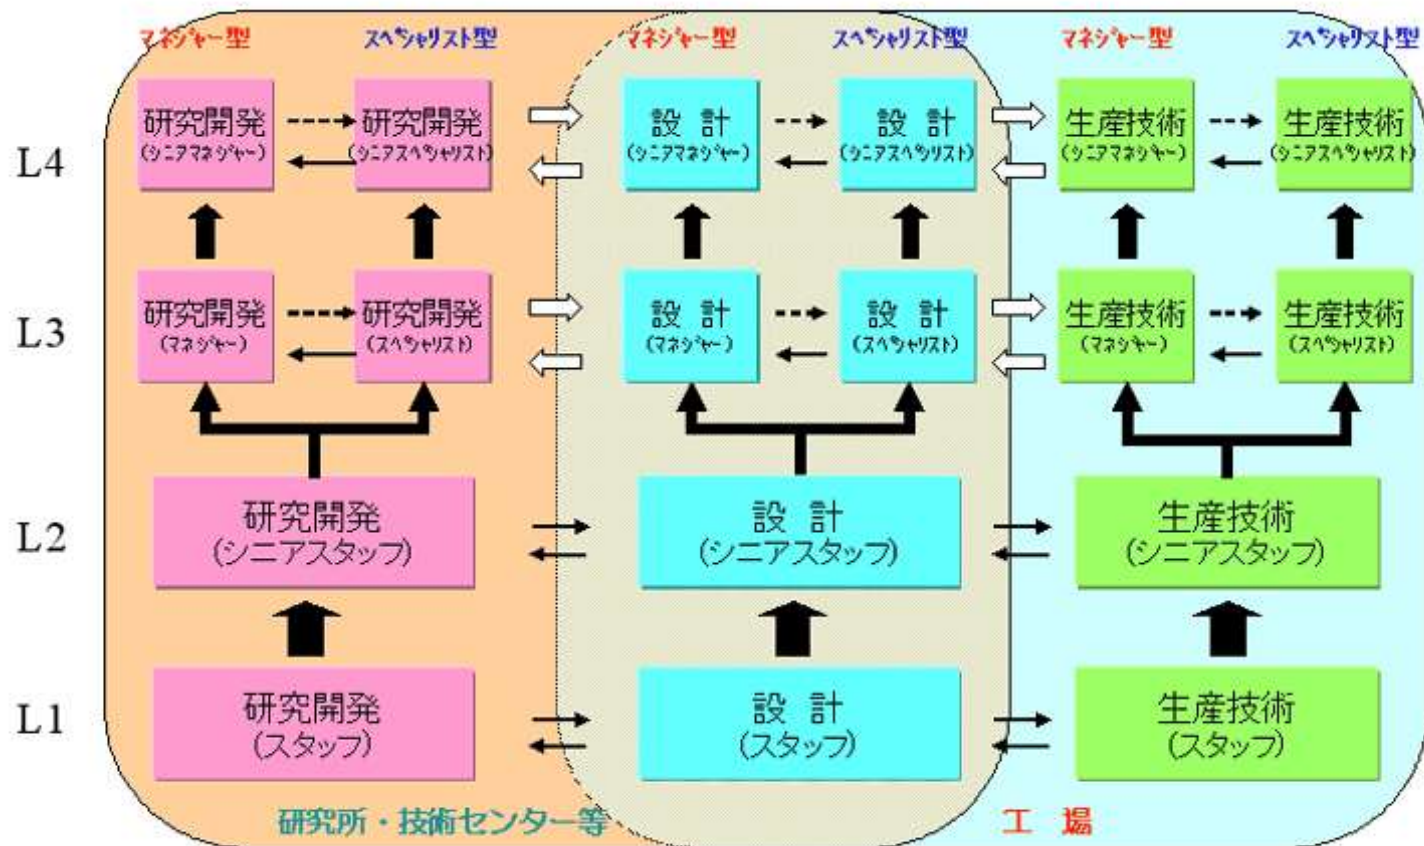 マネジャー型 スペシャリスト型 マネジャー型 スペシャリスト型 マネジャー型 スペシャリスト型
L4
研究開発
(シニアマネジャー)
研究開発
(シニアスペシャリスト)
設 計
(シニアマネジャー)
設 計
(シニアスペシャリスト)
生産技術
(シニアマネジャー)
生産技術
(シニアスペシャリスト)
L3
研究開発
(マネジャー)
研究開発
(スペシャリスト)
設 計
(マネジャー)
設 計
(スペシャリスト)
生産技術
(マネジャー)
生産技術
(スペシャリスト)
L2
研究開発
(シニアスタッフ)
設 計
(シニアスタッフ)
生産技術
(シニアスタッフ)
L1
研究開発
(スタッフ)
設 計
(スタッフ)
生産技術
(スタッフ)
研究所・技術センター等
工 場